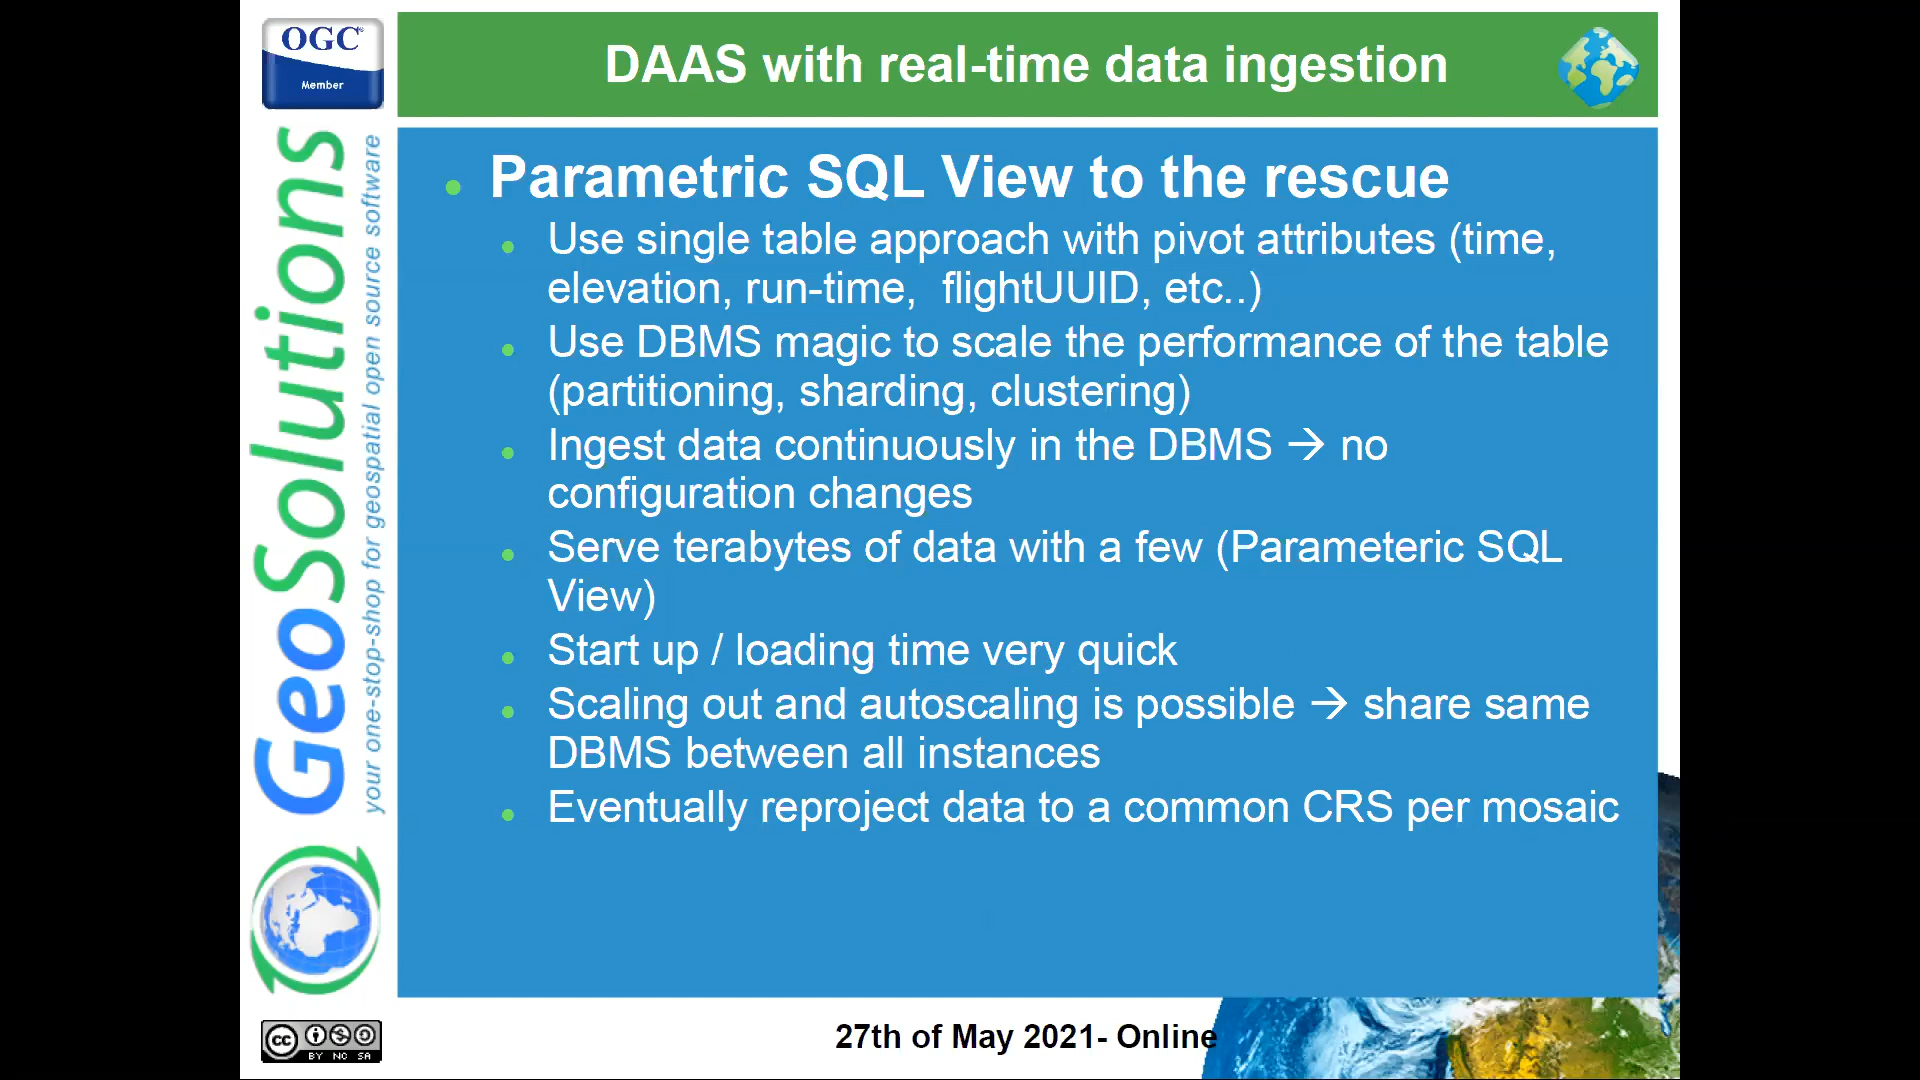 OGC®
Member
DAAS with real-time data ingestion
GeoSolutions
your one-stop-shop for geospatial open source software
Parametric SQL View to the rescue
Use single table approach with pivot attributes (time,
elevation, run-time, flightUUID, etc..)
Use DBMS magic to scale the performance of the table
(partitioning, sharding, clustering)
Ingest data continuously in the DBMS → no
configuration changes
Serve terabytes of data with a few (Parameteric SQL
View)
Start up / loading time very quick
Scaling out and autoscaling is possible → share same
DBMS between all instances
Eventually reproject data to a common CRS per mosaic
cc
BY NC SA
27th of May 2021- Online